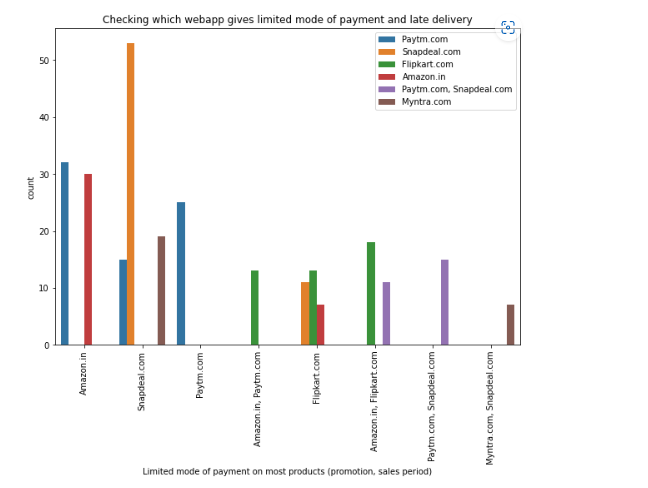 Checking which webapp gives limited mode of payment and late delivery
Paytm.com
Snapdeal.com
Flipkart.com
Amazon.in
Paytm.com, Snapdeal.com
Myntra.com
50
40
30
20
10
0
count
Amazon.in
Snapdeal.com
Paytm.com
Amazon.in, Paytm.com
Flipkart.com
Amazon.in, Flipkart.com
Paytm.com, Snapdeal.com
Myntra.com, Snapdeal.com
Limited mode of payment on most products (promotion, sales period)